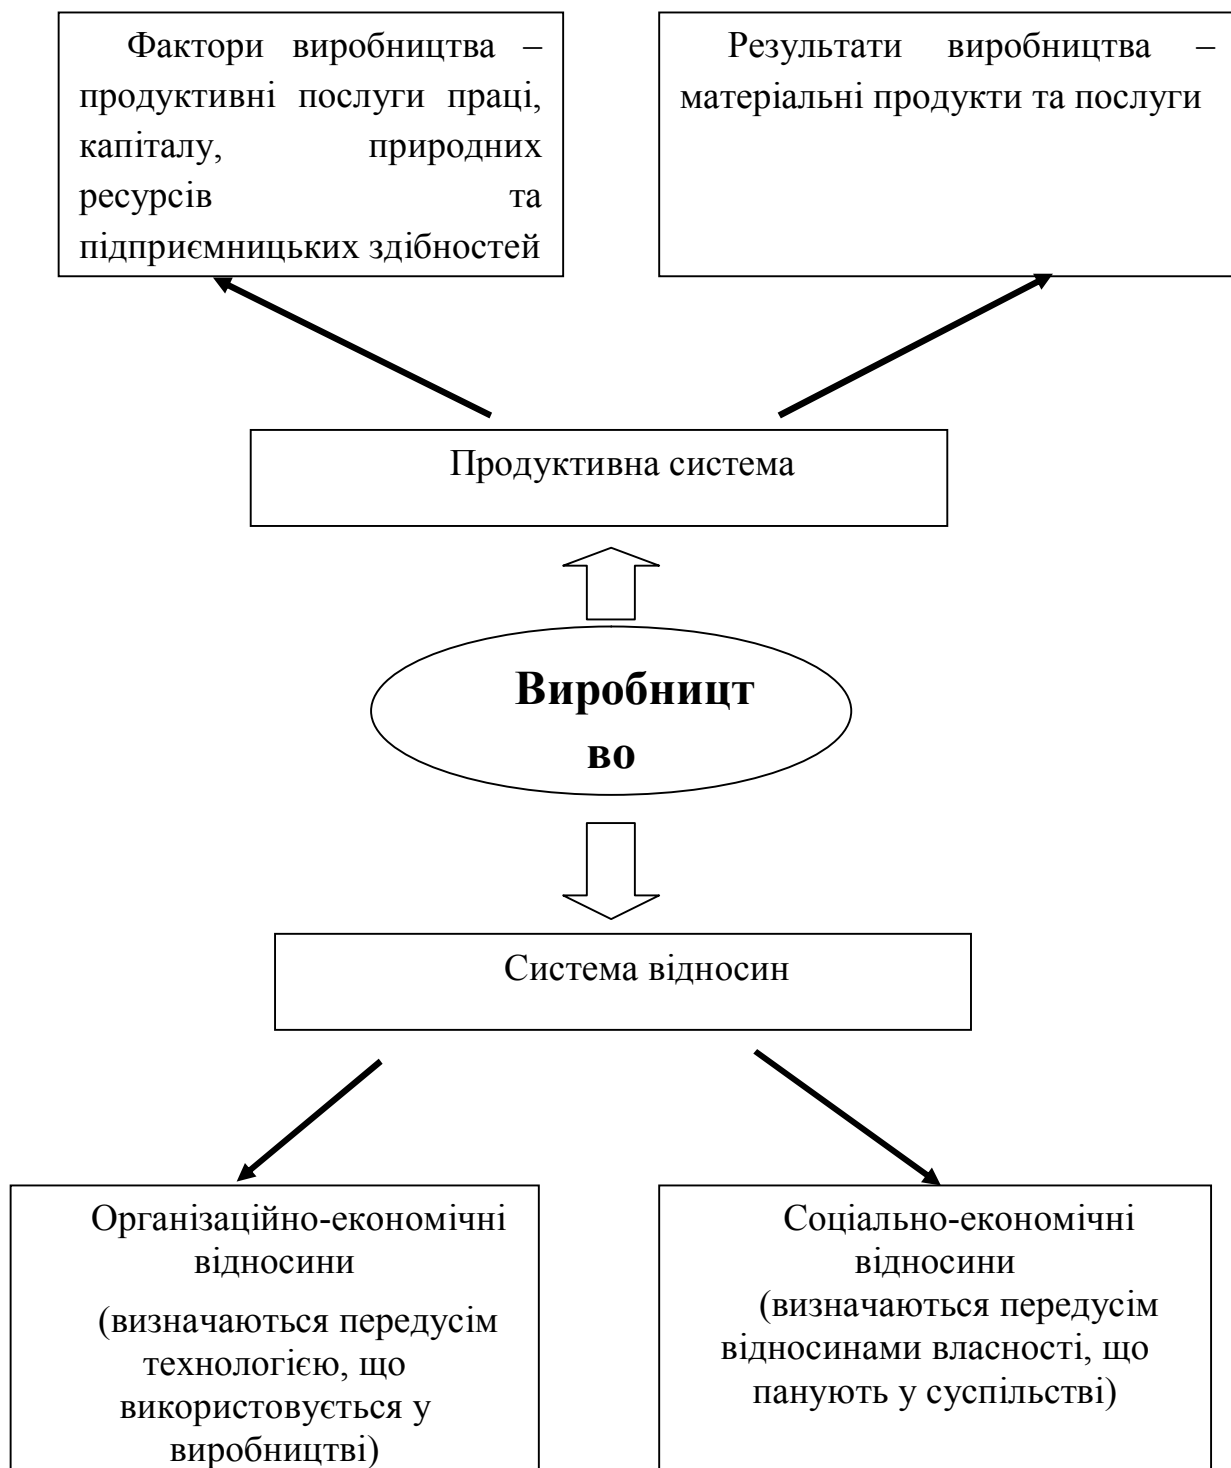 Фактори виробництва –
продуктивні послуги праці,
капіталу, природних
ресурсів та
підприємницьких здібностей
Результати виробництва –
матеріальні продукти та послуги
Продуктивна система
Виробницт
во
Система відносин
Організаційно-економічні
відносини
(визначаються передусім
технологією, що
використовується у
виробництві)
Соціально-економічні
відносини
(визначаються передусім
відносинами власності, що
панують у суспільстві)